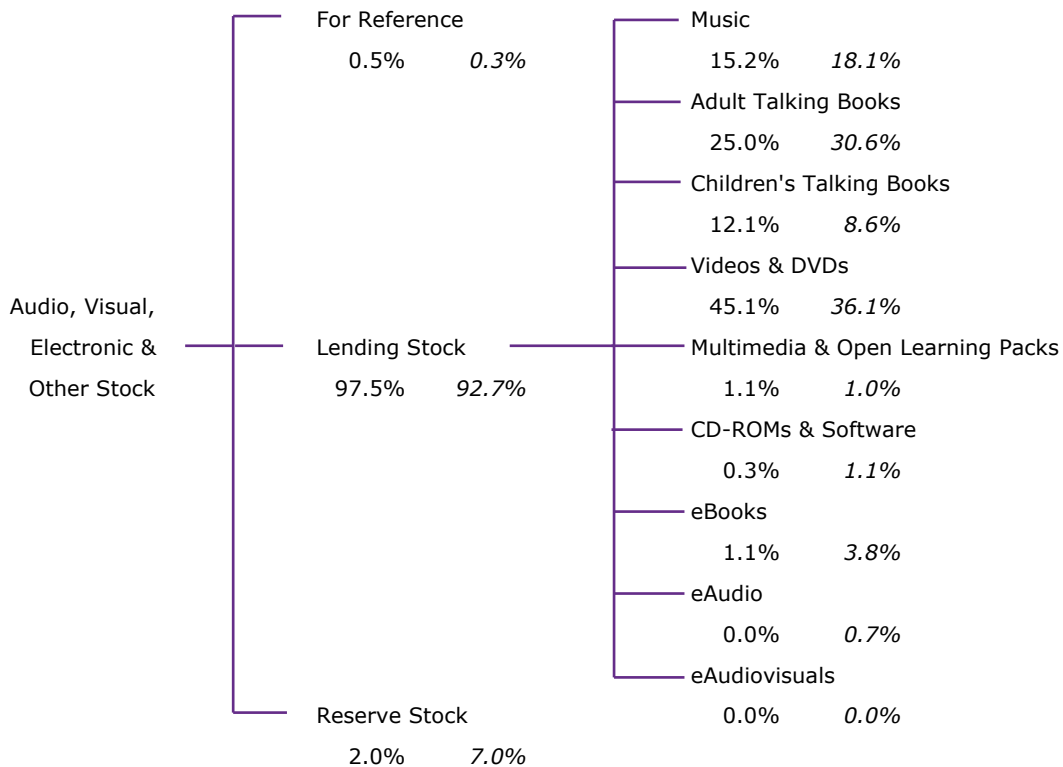 For Reference
0.5% 0.3%
Audio, Visual,
Electronic &
Other Stock
Lending Stock
97.5% 92.7%
Reserve Stock
2.0% 7.0%
Music
15.2% 18.1%
Adult Talking Books
25.0% 30.6%
Children's Talking Books
12.1% 8.6%
Videos & DVDs
45.1% 36.1%
Multimedia & Open Learning Packs
1.1% 1.0%
CD-ROMs & Software
0.3% 1.1%
eBooks
1.1% 3.8%
eAudio
0.0% 0.7%
eAudiovisuals
0.0% 0.0%